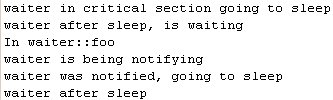 waiter in critical section going to sleep
waiter after sleep, is waiting
In waiter::foo
waiter is being notifying
waiter was notified, going to sleep
waiter after sleep